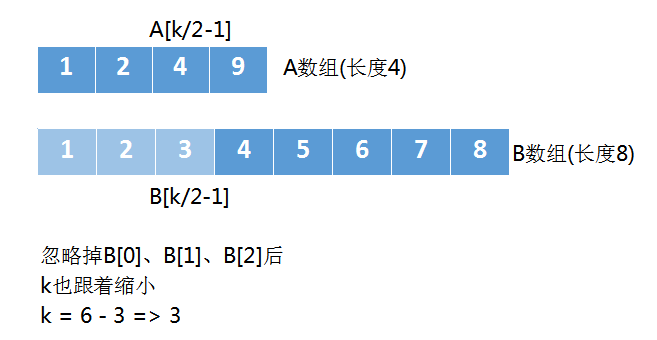 A[k/2-1]
1 2 4 9 A数组(长度4)
1 2 3 4 5 6 7 8 B数组(长度8)
B[k/2-1]
忽略掉B[0]、B[1]、B[2]后
k也跟着缩小
k = 6 - 3 => 3